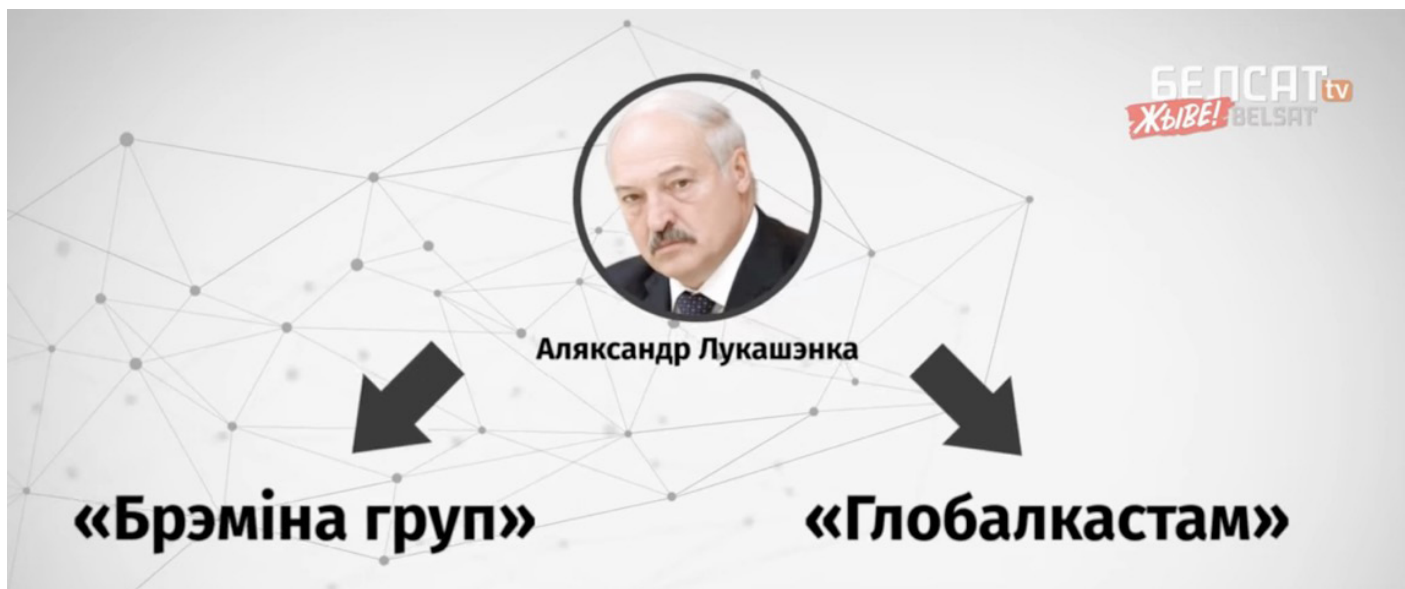 БЕЛСАТ tv
ЖЫВЕ! BELSAT
Аляксандр Лукашэнка
«Брэміна груп» «Глобалкастам»